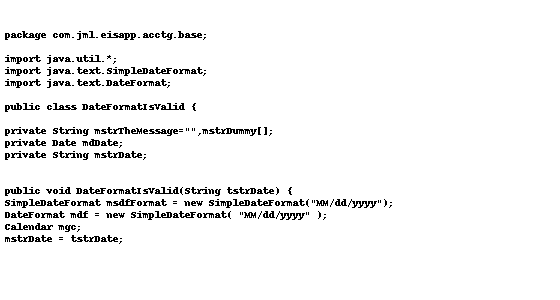 package com.jml.eisapp.acctg.base;
import java.util.*;
import java.text.SimpleDateFormat;
import java.text.DateFormat;
public class DateFormatIsValid {
private String mstrTheMessage="",mstrDummy[];
private Date mdDate;
private String mstrDate;
public void DateFormatIsValid(String tstrDate) {
SimpleDateFormat msdfFormat = new SimpleDateFormat("MM/dd/yyyy");
DateFormat mdf = new SimpleDateFormat( "MM/dd/yyyy" );
Calendar mgc;
mstrDate = tstrDate;